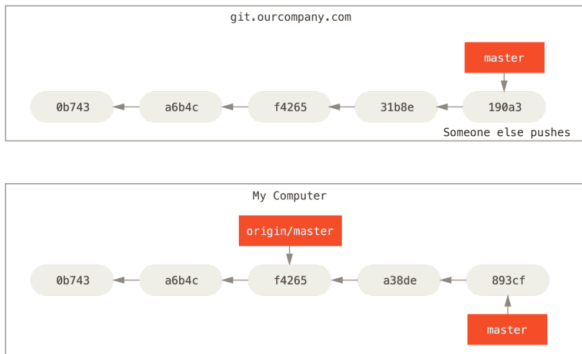 git.ourcompany.com
master
0b743 a6b4c f4265 31b8e 190a3
Someone else pushes
My Computer
origin/master
0b743 a6b4c f4265 a38de 893cf
master